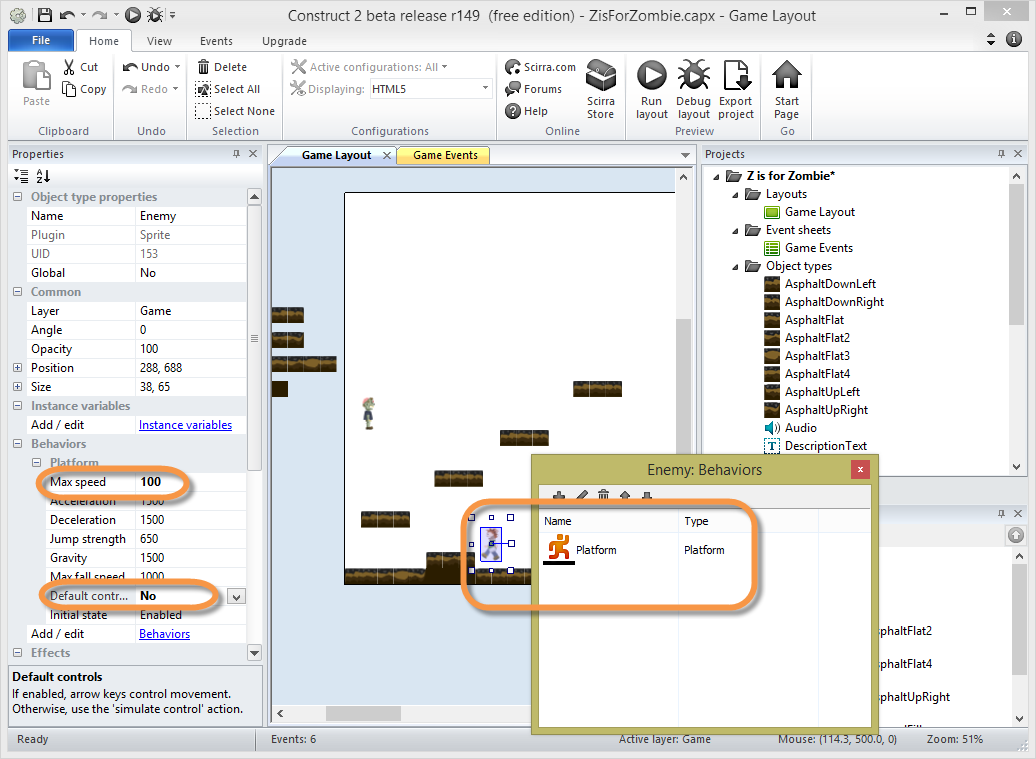 Construct 2 beta release r149 (free edition) - ZisForZombie.capx - Game Layout
File Home View Events Upgrade
Paste
Cut
Copy
Clipboard
Undo
Redo
Undo
Delete
Select All
Select None
Selection
Active configurations: All
Displaying: HTML5
Configurations
Scirra.com
Forums
Help
Scirra Store
Online
Run layout
Debug layout
Export project
Preview
Start Page
Go
Properties
Object type properties
Name Enemy
Plugin Sprite
UID 153
Global No
Common
Layer Game
Angle 0
Opacity 100
Position 288, 688
Size 38, 65
Instance variables
Add / edit Instance variables
Behaviors
Platform
Max speed 100
Acceleration 1500
Deceleration 1500
Jump strength 650
Gravity 1500
Max fall speed 1000
Default contr... No
Initial state Enabled
Add / edit Behaviors
Effects
Default controls
If enabled, arrow keys control movement.
Otherwise, use the 'simulate control' action.
Game Layout Game Events
Enemy: Behaviors
Name Type
Platform Platform
Projects
Z is for Zombie*
Layouts
Game Layout
Event sheets
Game Events
Object types
AsphaltDownLeft
AsphaltDownRight
AsphaltFlat
AsphaltFlat2
AsphaltFlat3
AsphaltFlat4
AsphaltUpLeft
AsphaltUpRight
Audio
DescriptionText
sphaltFlat2
sphaltFlat4
sphaltUpRight
Ready Events: 6 Active layer: Game Mouse: (114.3, 500.0, 0) Zoom: 51%